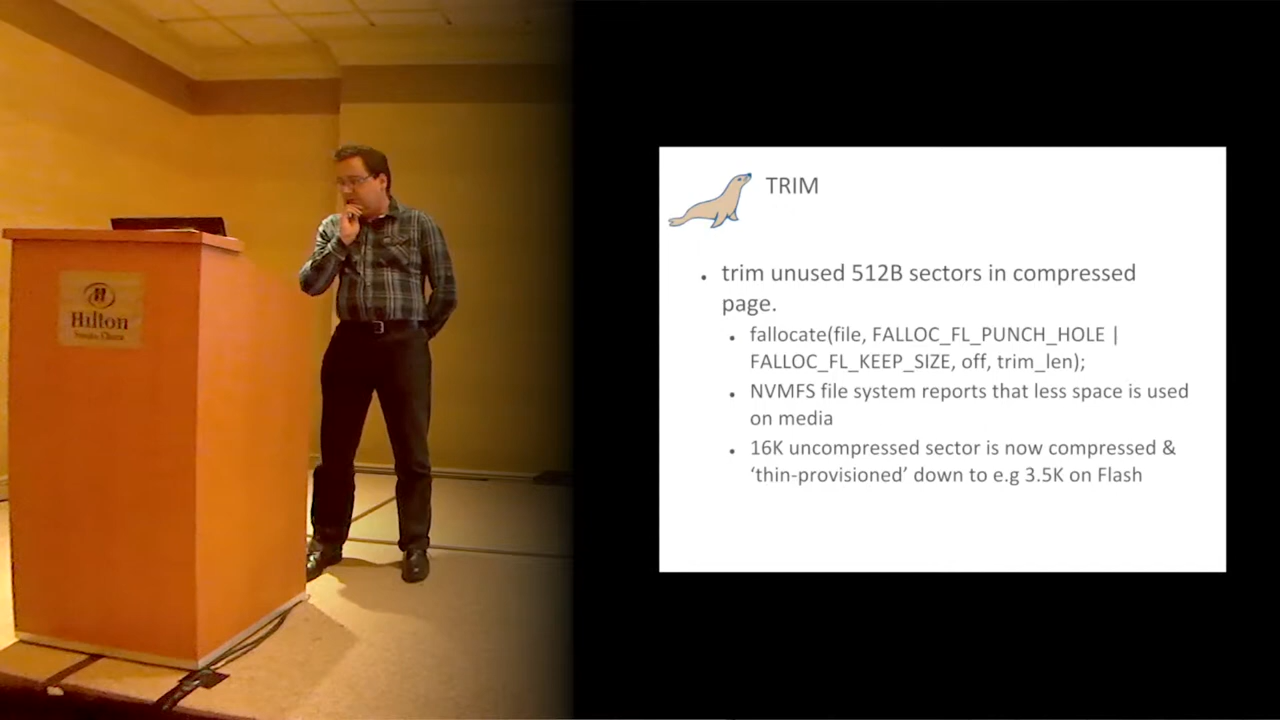 Hilton
Santa Clara
TRIM
• trim unused 512B sectors in compressed
page.
• fallocate(file, FALLOC_FL_PUNCH_HOLE |
FALLOC_FL_KEEP_SIZE, off, trim_len);
• NVMFS file system reports that less space is used
on media
• 16K uncompressed sector is now compressed &
‘thin-provisioned’ down to e.g 3.5K on Flash